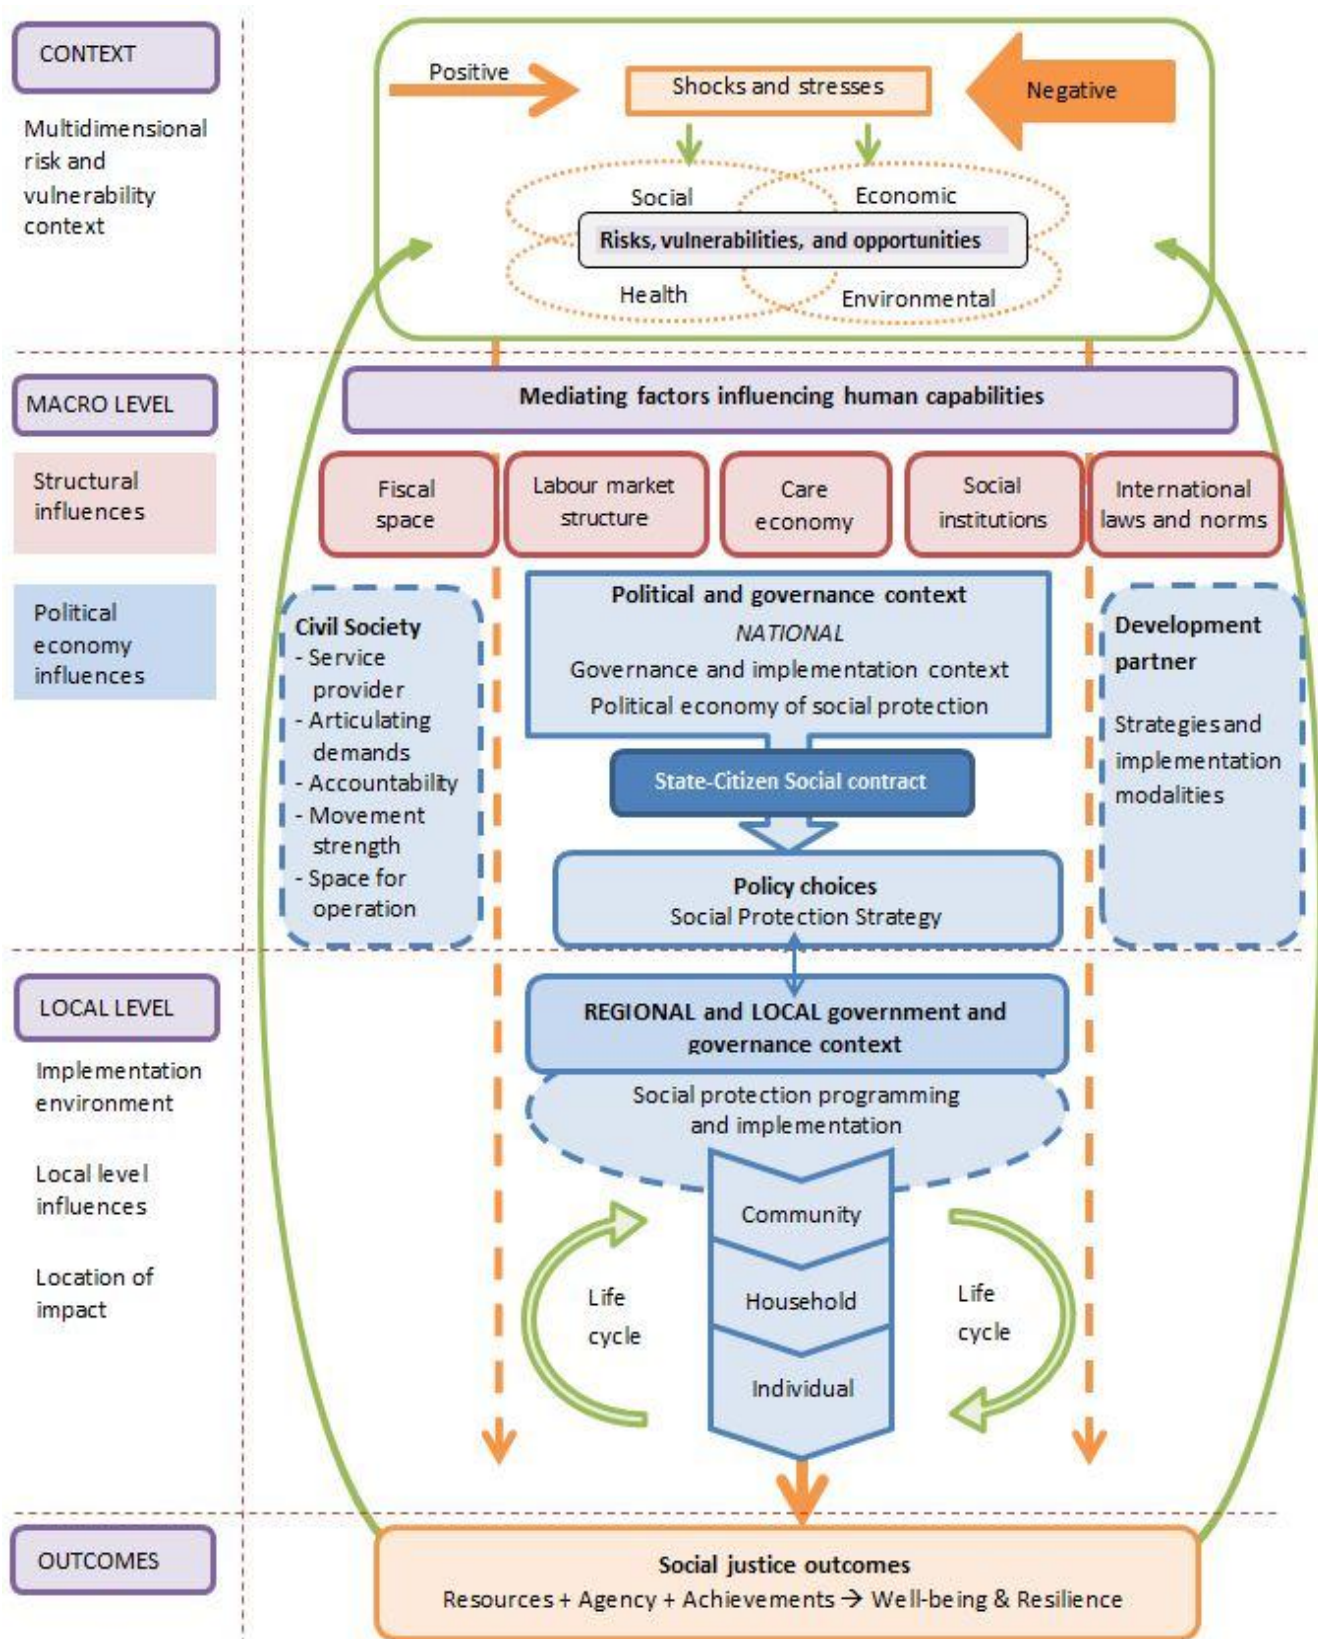 CONTEXT
Multidimensional
risk and
vulnerability
context
Positive
Shocks and stresses
Negative
Social
Economic
Risks, vulnerabilities, and opportunities
Health
Environmental
MACRO LEVEL
Structural
influences
Political
economy
influences
Mediating factors influencing human capabilities
Fiscal
space
Labour market
structure
Care
economy
Social
institutions
International
laws and norms
Civil Society
- Service
provider
- Articulating
demands
- Accountability
- Movement
strength
- Space for
operation
Political and governance context
NATIONAL
Governance and implementation context
Political economy of social protection
State-Citizen Social contract
Policy choices
Social Protection Strategy
Development
partner
Strategies and
implementation
modalities
LOCAL LEVEL
Implementation
environment
Local level
influences
Location of
impact
REGIONAL and LOCAL government and
governance context
Social protection programming
and implementation
Community
Household
Individual
Life
cycle
Life
cycle
OUTCOMES
Social justice outcomes
Resources + Agency + Achievements → Well-being & Resilience